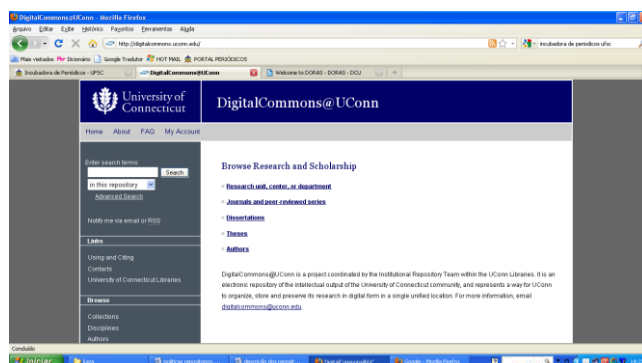 DigitalCommons@UConn - Mozilla Firefox
Arquivo Editar Exibir Histórico Favoritos Ferramentas Ajuda
http://digitalcommons.uconn.edu/
incubadora de periodicos ufsc
Mais visitados Dicionário Google Tradutor HOT MAIL PORTAL PERIÓDICOS
Incubadora de Periódicos - UFSC
DigitalCommons@UConn
Welcome to DORAS - DORAS - DCU
University of
Connecticut
DigitalCommons@UConn
Home About FAQ My Account
Enter search terms:
Search
in this repository
Advanced Search
Notify me via email or RSS
Links
Using and Citing
Contacts
University of Connecticut Libraries
Browse
Collections
Disciplines
Authors
Browse Research and Scholarship
Research unit, center, or department
Journals and peer-reviewed series
Dissertations
Theses
Authors
DigitalCommons@UConn is a project coordinated by the Institutional Repository Team within the UConn Libraries. It is an
electronic repository of the intellectual output of the University of Connecticut community, and represents a way for UConn
to organize, store and preserve its research in digital form in a single unified location. For more information, email
digitalcommons@uconn.edu.
Concluído
Iniciar